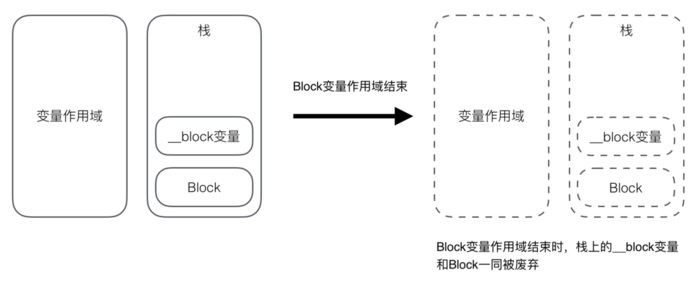 变量作用域
栈
__block变量
Block
Block变量作用域结束
变量作用域
栈
__block变量
Block
Block变量作用域结束时，栈上的__block变量
和Block一同被废弃